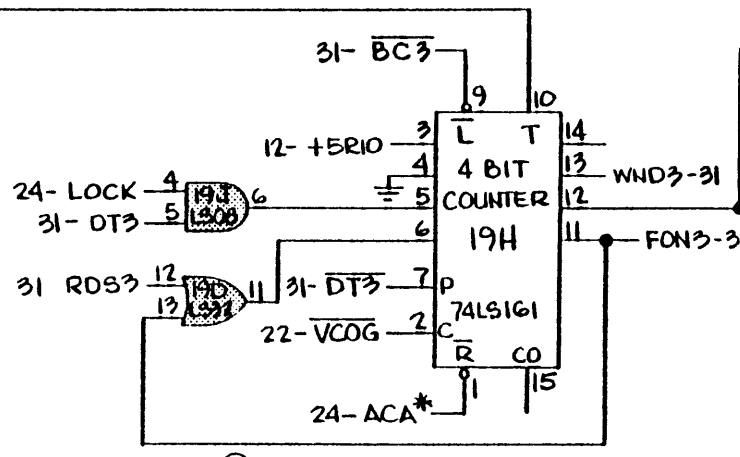 31- BC3
9
10
3
L
T
14
12- +5R10
4
4 BIT
13
WND3-31
24- LOCK
4
19J
6
5
COUNTER
12
31- DT3
5
LS08
6
19H
11
FON3-3
31 RDS3
12
19D
11
31- DT3
7
P
13
LS32
74LS161
22- VCOG
2
C
R
CO
1
15
24- ACA*